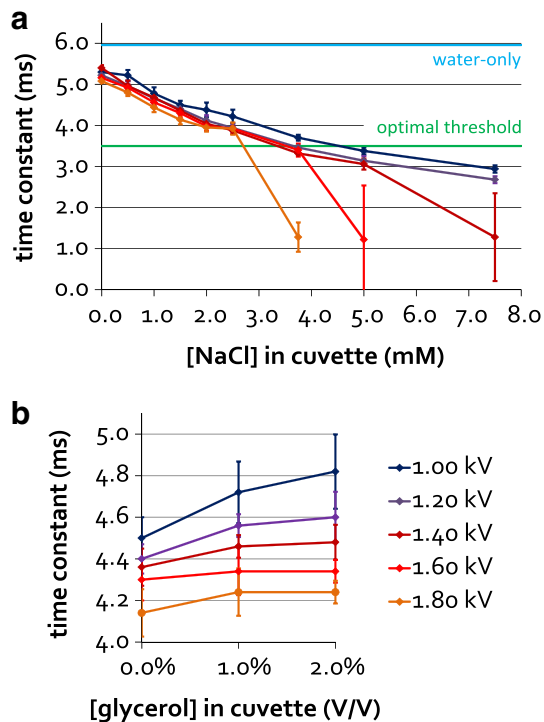 a
time constant (ms)
6.0
5.0
4.0
3.0
2.0
1.0
0.0
water-only
optimal threshold
0.0 1.0 2.0 3.0 4.0 5.0 6.0 7.0 8.0
[NaCl] in cuvette (mM)
b
time constant (ms)
5.0
4.8
4.6
4.4
4.2
4.0
0.0% 1.0% 2.0%
[glycerol] in cuvette (V/V)
1.00 kV
1.20 kV
1.40 kV
1.60 kV
1.80 kV